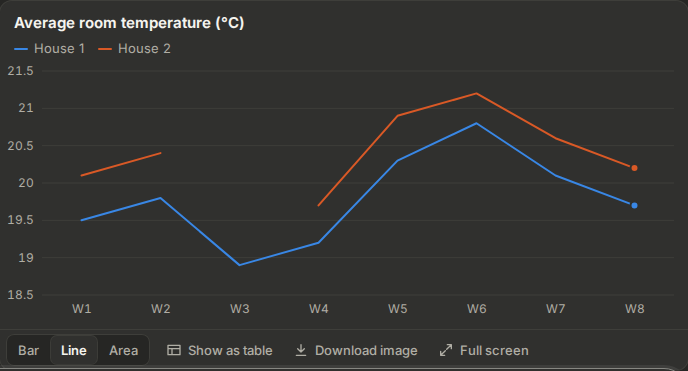 Average room temperature (°C)
House 1 House 2
21.5
21
20.5
20
19.5
19
18.5
W1 W2 W3 W4 W5 W6 W7 W8
Bar Line Area Show as table Download image Full screen